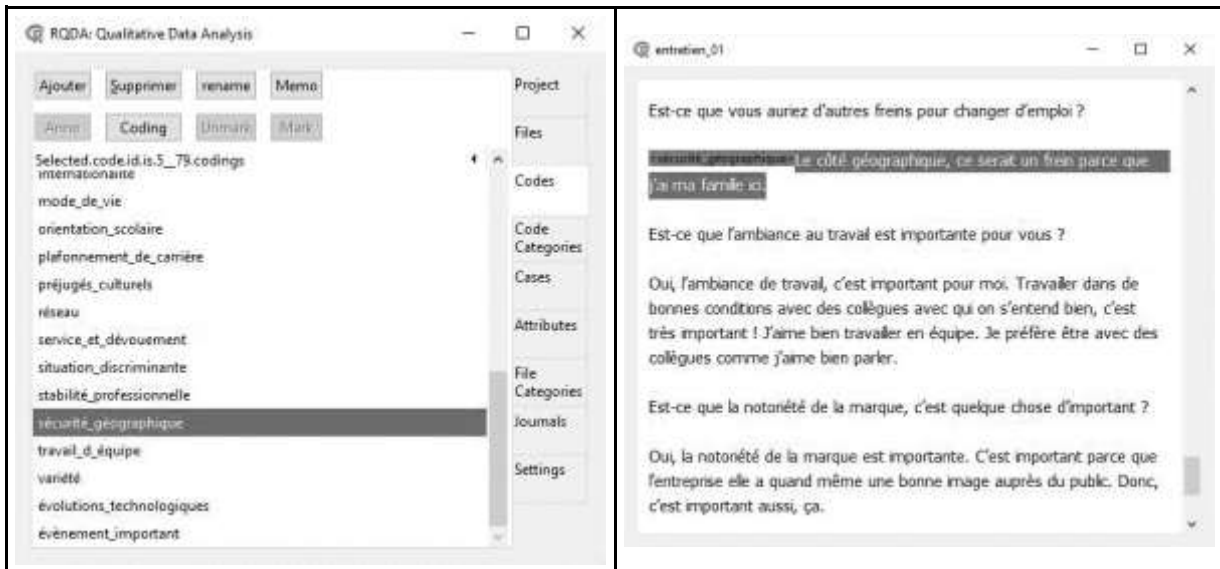 RQDA: Qualitative Data Analysis
Ajouter Supprimer rename Memo
Anno Coding Unmark Mark
Selected.code.id.is.5__79.codings
internationalité
mode_de_vie
orientation_scolaire
plafonnement_de_carrière
préjugés_culturels
réseau
service_et_dévouement
situation_discriminante
stabilité_professionnelle
sécurité_géographique
travail_d_équipe
variété
évolutions_technologiques
évènement_important
Project
Files
Codes
Code
Categories
Cases
Attributes
File
Categories
Journals
Settings
entretien_01
Est-ce que vous auriez d'autres freins pour changer d'emploi ?
Le côté géographique, ce serait un frein parce que
j'ai ma famille ici.
Est-ce que l'ambiance au travail est importante pour vous ?
Oui, l'ambiance de travail, c'est important pour moi. Travailler dans de
bonnes conditions avec des collègues avec qui on s'entend bien, c'est
très important ! J'aime bien travailler en équipe. Je préfère être avec des
collègues comme j'aime bien parler.
Est-ce que la notoriété de la marque, c'est quelque chose d'important ?
Oui, la notoriété de la marque est importante. C'est important parce que
l'entreprise elle a quand même une bonne image auprès du public. Donc,
c'est important aussi, ça.